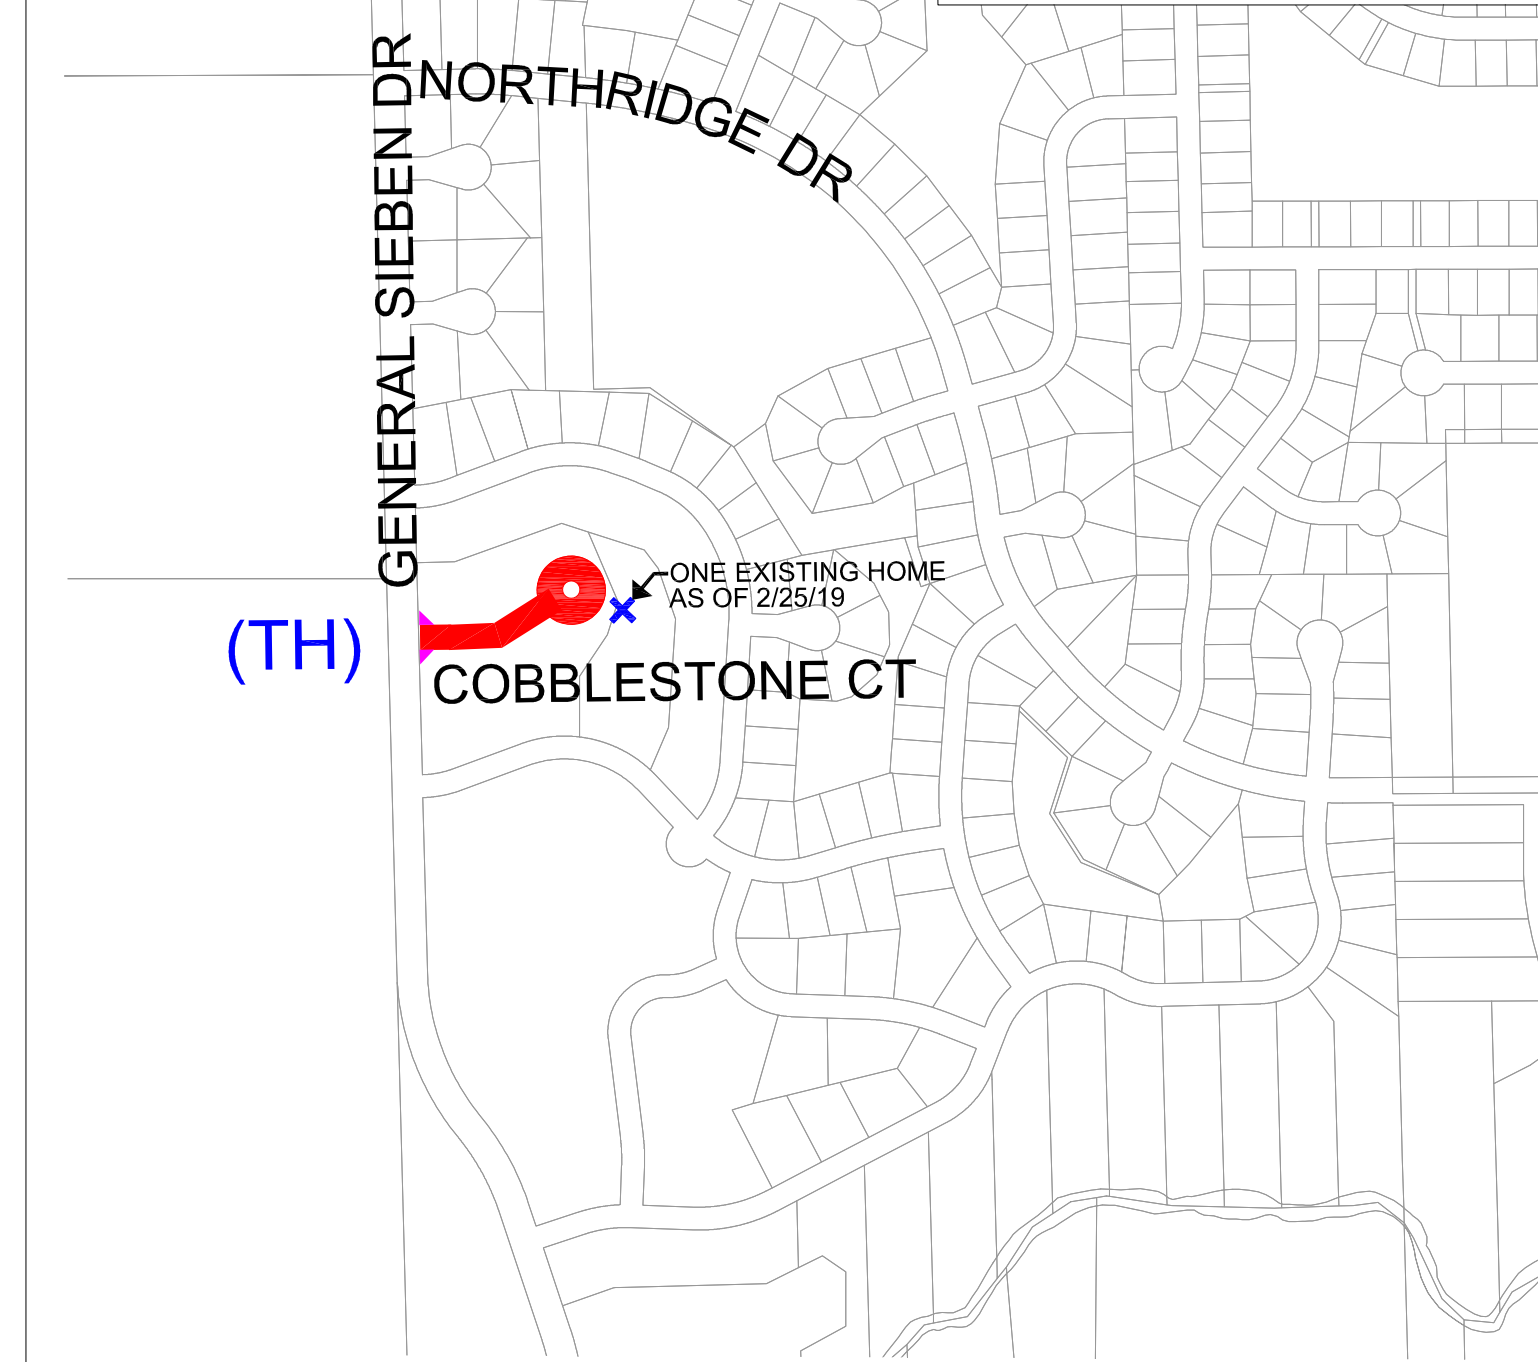 GENERAL SIEBEN DR
NORTHRIDGE DR
ONE EXISTING HOME
AS OF 2/25/19
(TH)
COBBLESTONE CT